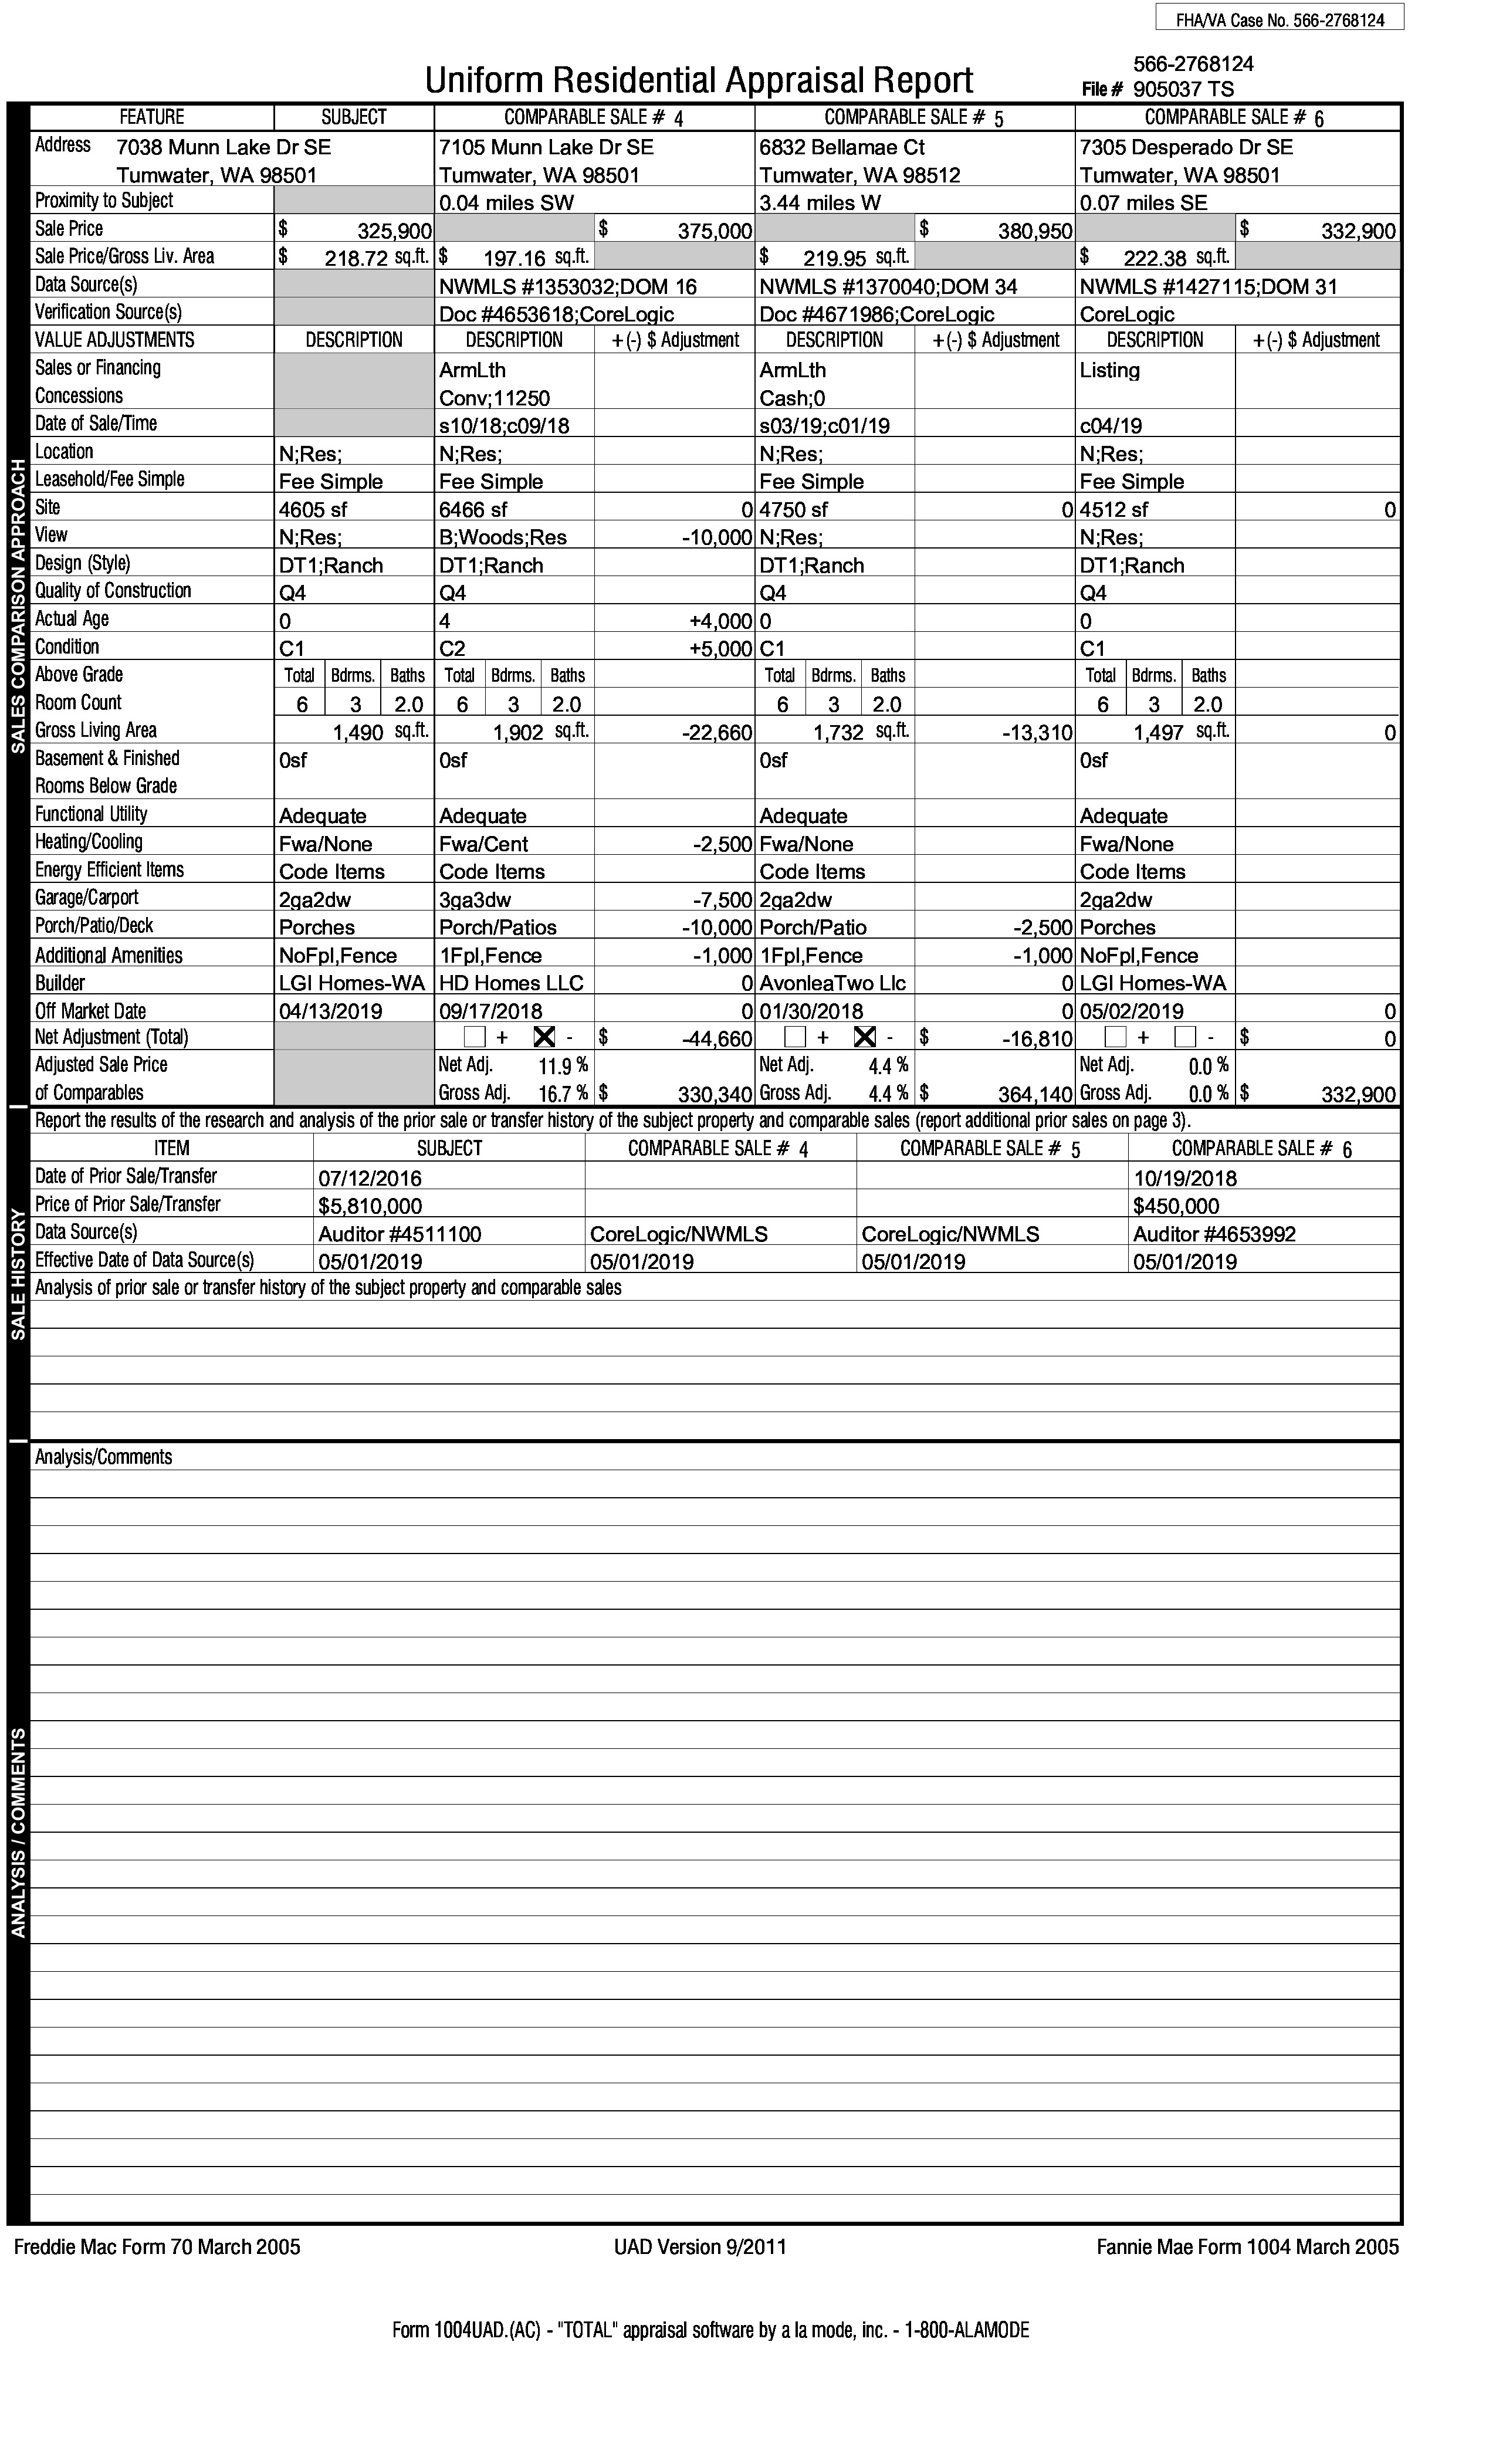 FHA/VA Case No. 566-2768124
566-2768124
Uniform Residential Appraisal Report File # 905037 TS
FEATURE SUBJECT COMPARABLE SALE # 4 COMPARABLE SALE # 5 COMPARABLE SALE # 6
Address 7038 Munn Lake Dr SE 7105 Munn Lake Dr SE 6832 Bellamae Ct 7305 Desperado Dr SE
Tumwater, WA 98501 Tumwater, WA 98501 Tumwater, WA 98512 Tumwater, WA 98501
Proximity to Subject 0.04 miles SW 3.44 miles W 0.07 miles SE
Sale Price $ 325,900 $ 375,000 $ 380,950 $ 332,900
Sale Price/Gross Liv. Area $ 218.72 sq.ft. $ 197.16 sq.ft. $ 219.95 sq.ft. $ 222.38 sq.ft.
Data Source(s) NWMLS #1353032;DOM 16 NWMLS #1370040;DOM 34 NWMLS #1427115;DOM 31
Verification Source(s) Doc #4653618;CoreLogic Doc #4671986;CoreLogic CoreLogic
VALUE ADJUSTMENTS DESCRIPTION DESCRIPTION +(-) $ Adjustment DESCRIPTION +(-) $ Adjustment DESCRIPTION +(-) $ Adjustment
Sales or Financing ArmLth ArmLth Listing
Concessions Conv;11250 Cash;0
Date of Sale/Time s10/18;c09/18 s03/19;c01/19 c04/19
Location N;Res; N;Res; N;Res; N;Res;
Leasehold/Fee Simple Fee Simple Fee Simple Fee Simple Fee Simple
Site 4605 sf 6466 sf 0 4750 sf 0 4512 sf 0
View N;Res; B;Woods;Res -10,000 N;Res; N;Res;
Design (Style) DT1;Ranch DT1;Ranch DT1;Ranch DT1;Ranch
Quality of Construction Q4 Q4 Q4 Q4
Actual Age 0 4 +4,000 0 0
Condition C1 C2 +5,000 C1 C1
Above Grade Total Bdrms. Baths Total Bdrms. Baths Total Bdrms. Baths Total Bdrms. Baths
Room Count 6 3 2.0 6 3 2.0 6 3 2.0 6 3 2.0
Gross Living Area 1,490 sq.ft. 1,902 sq.ft. -22,660 1,732 sq.ft. -13,310 1,497 sq.ft. 0
Basement & Finished 0sf 0sf 0sf 0sf
Rooms Below Grade
Functional Utility Adequate Adequate Adequate Adequate
Heating/Cooling Fwa/None Fwa/Cent -2,500 Fwa/None Fwa/None
Energy Efficient Items Code Items Code Items Code Items Code Items
Garage/Carport 2ga2dw 3ga3dw -7,500 2ga2dw 2ga2dw
Porch/Patio/Deck Porches Porch/Patios -10,000 Porch/Patio -2,500 Porches
Additional Amenities NoFpl,Fence 1Fpl,Fence -1,000 1Fpl,Fence -1,000 NoFpl,Fence
Builder LGI Homes-WA HD Homes LLC 0 AvonleaTwo Llc 0 LGI Homes-WA
Off Market Date 04/13/2019 09/17/2018 0 01/30/2018 0 05/02/2019 0
Net Adjustment (Total) + X - $ -44,660 + X - $ -16,810 + - $ 0
Adjusted Sale Price Net Adj. 11.9 % Net Adj. 4.4 % Net Adj. 0.0 %
of Comparables Gross Adj. 16.7 % $ 330,340 Gross Adj. 4.4 % $ 364,140 Gross Adj. 0.0 % $ 332,900
SALES COMPARISON APPROACH
Report the results of the research and analysis of the prior sale or transfer history of the subject property and comparable sales (report additional prior sales on page 3).
ITEM SUBJECT COMPARABLE SALE # 4 COMPARABLE SALE # 5 COMPARABLE SALE # 6
Date of Prior Sale/Transfer 07/12/2016 10/19/2018
Price of Prior Sale/Transfer $5,810,000 $450,000
Data Source(s) Auditor #4511100 CoreLogic/NWMLS CoreLogic/NWMLS Auditor #4653992
Effective Date of Data Source(s) 05/01/2019 05/01/2019 05/01/2019 05/01/2019
Analysis of prior sale or transfer history of the subject property and comparable sales
SALE HISTORY
Analysis/Comments
ANALYSIS / COMMENTS
Freddie Mac Form 70 March 2005 UAD Version 9/2011 Fannie Mae Form 1004 March 2005
Form 1004UAD.(AC) - "TOTAL" appraisal software by a la mode, inc. - 1-800-ALAMODE